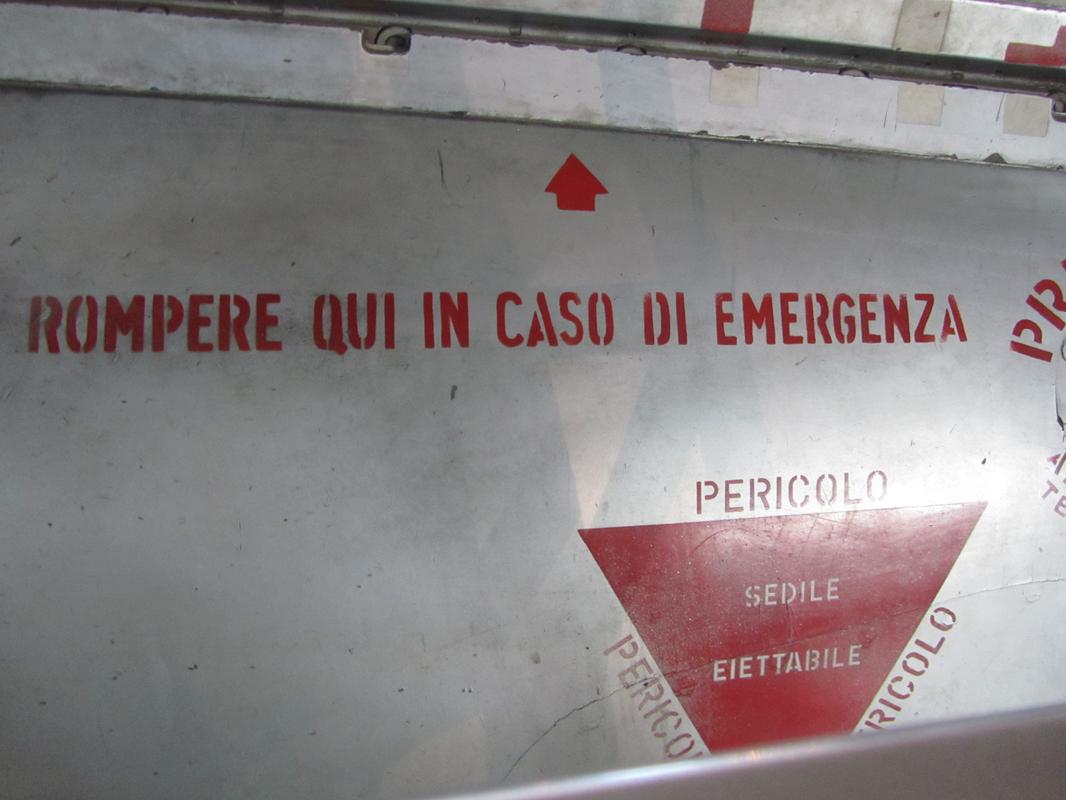 ROMPERE QUI IN CASO DI EMERGENZA
PERICOLO
SEDILE
EIETTABILE